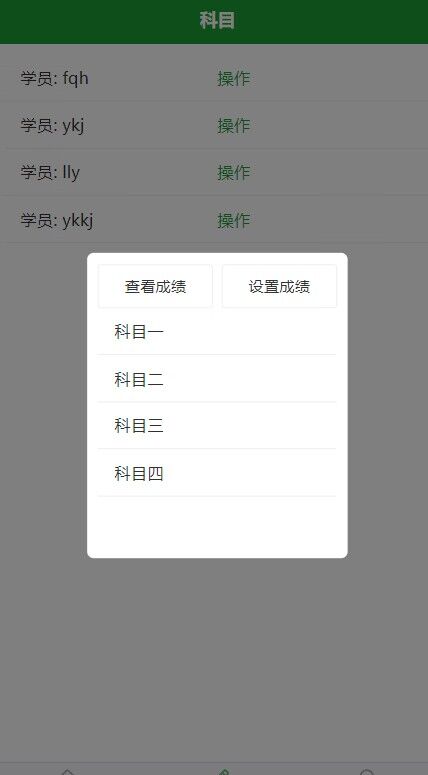 科目
学员: fqh 操作
学员: ykj 操作
学员: lly 操作
学员: ykkj 操作
查看成绩 设置成绩
科目一
科目二
科目三
科目四